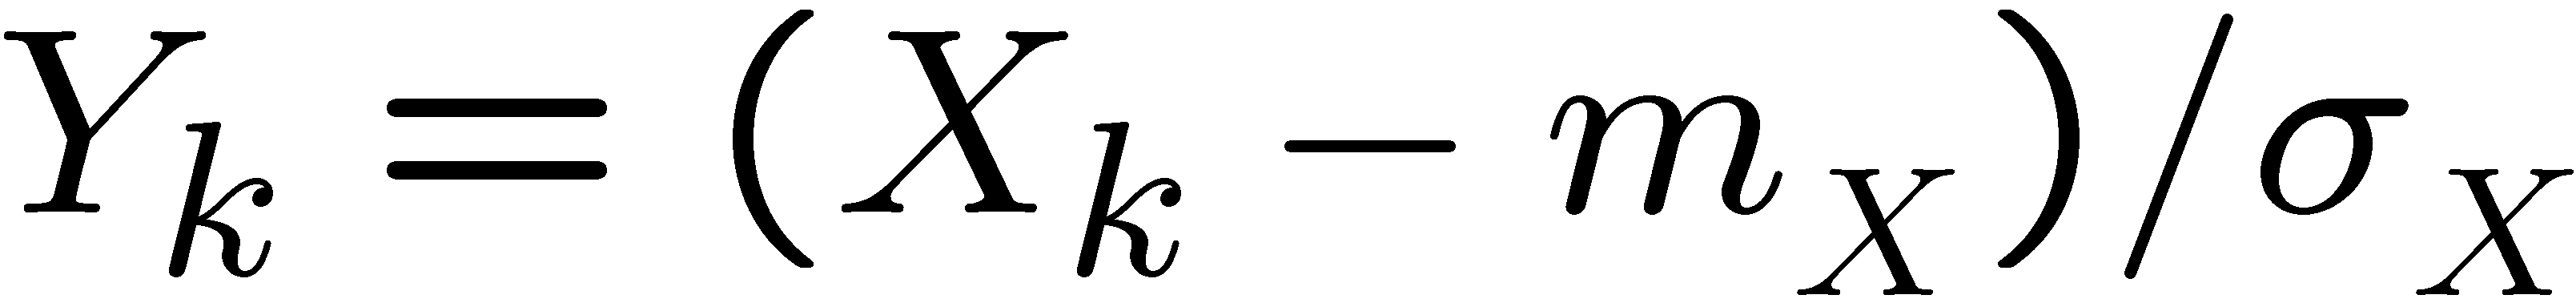 Y_k = (X_k − m_X)/σ_X